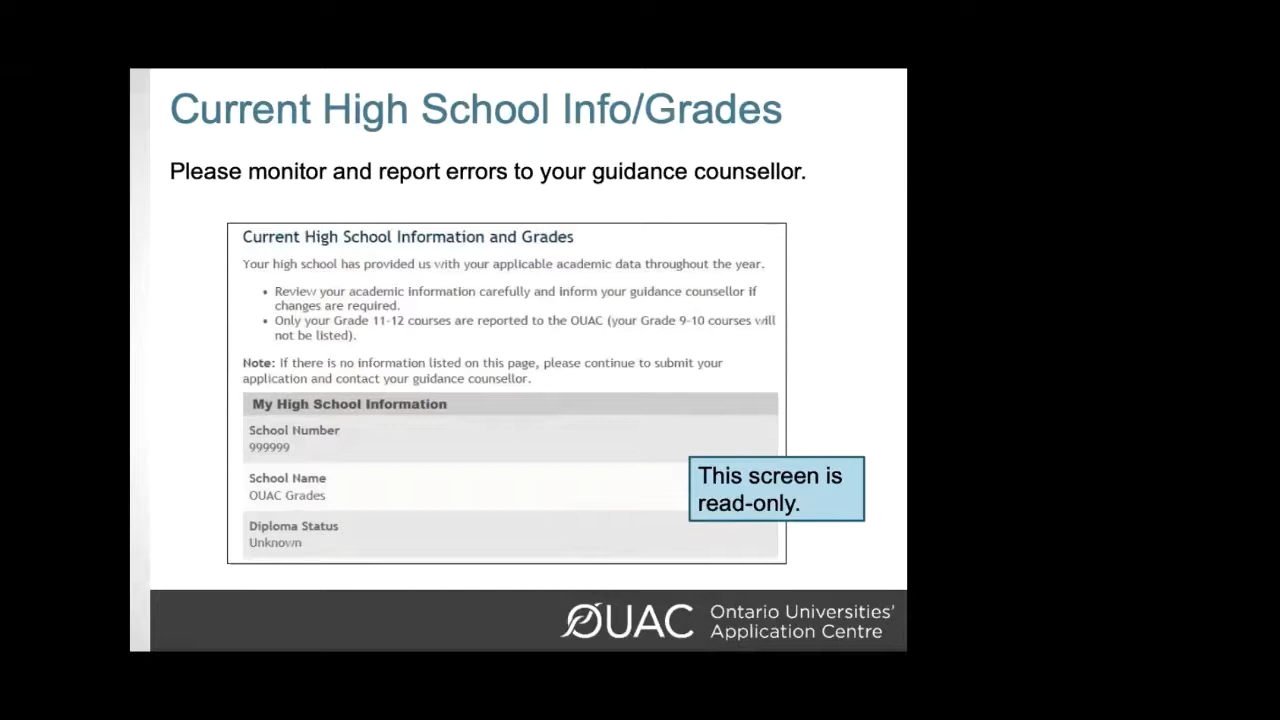 Current High School Info/Grades
Please monitor and report errors to your guidance counsellor.
Current High School Information and Grades
Your high school has provided us with your applicable academic data throughout the year.
• Review your academic information carefully and inform your guidance counsellor if
changes are required.
• Only your Grade 11-12 courses are reported to the OUAC (your Grade 9-10 courses will
not be listed).
Note: If there is no information listed on this page, please continue to submit your
application and contact your guidance counsellor.
My High School Information
School Number
999999
School Name
OUAC Grades
Diploma Status
Unknown
This screen is
read-only.
OUAC
Ontario Universities'
Application Centre